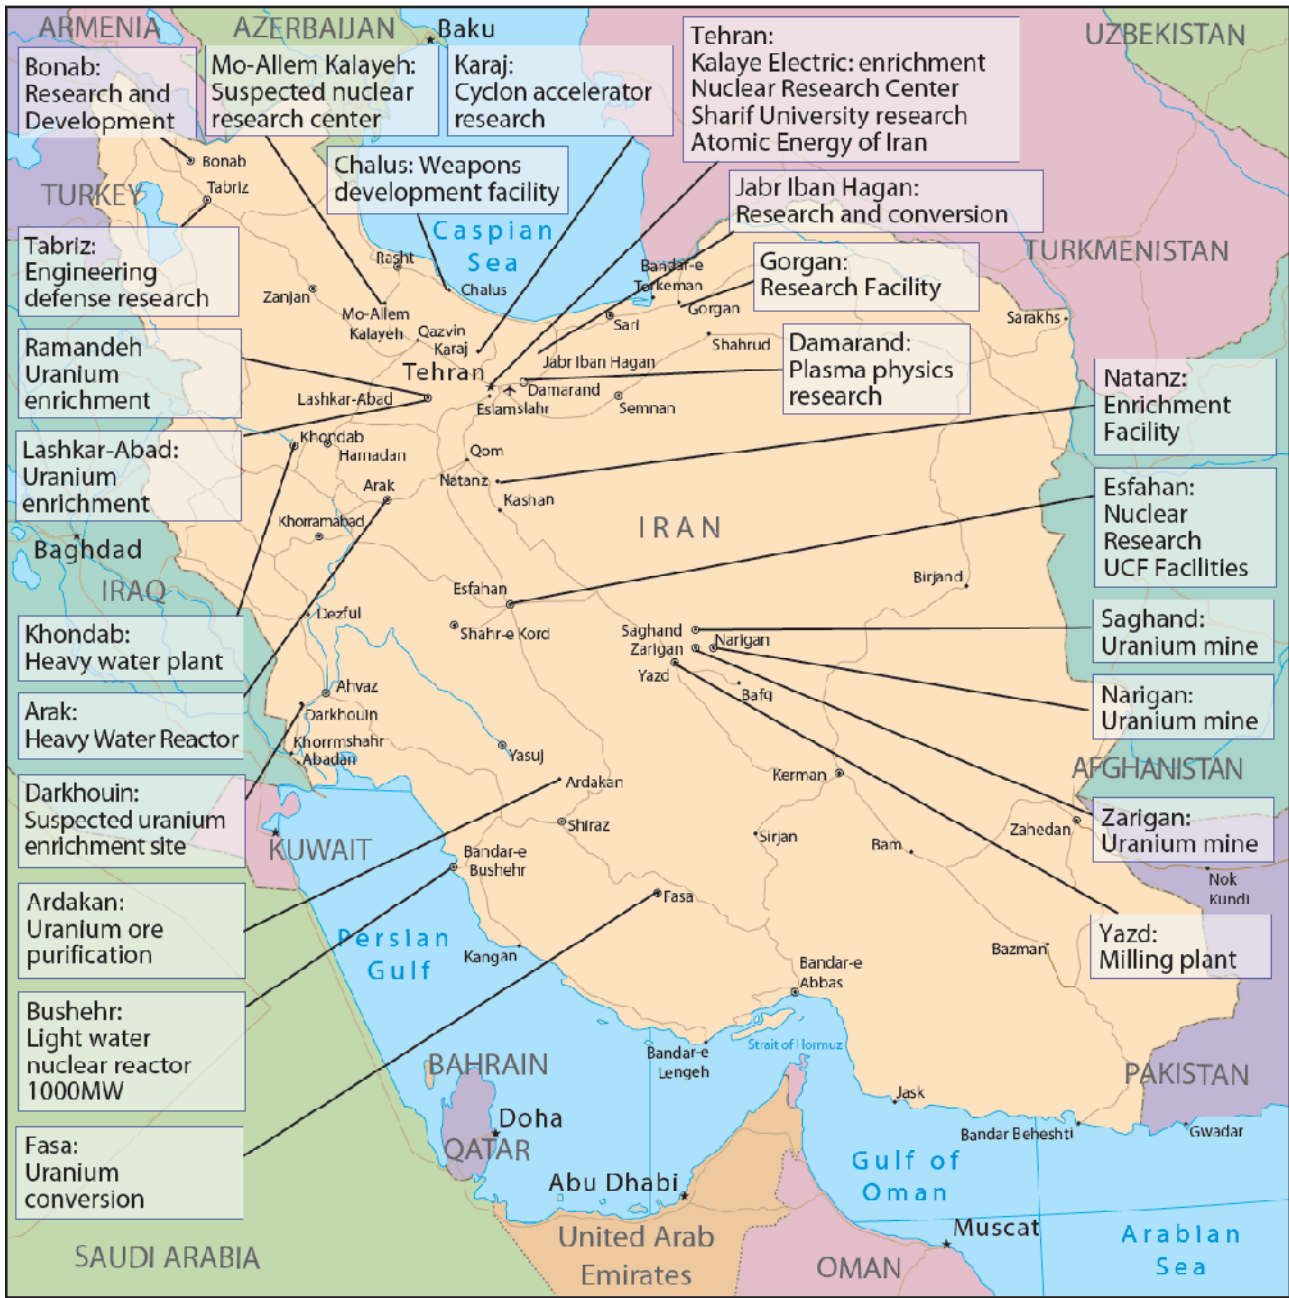 ARMENIA
AZERBAIJAN
Baku
UZBEKISTAN
Bonab:
Research and
Development
Mo-Allem Kalayeh:
Suspected nuclear
research center
Karaj:
Cyclon accelerator
research
Tehran:
Kalaye Electric: enrichment
Nuclear Research Center
Sharif University research
Atomic Energy of Iran
Chalus: Weapons
development facility
Jabr Iban Hagan:
Research and conversion
Bonab
Tabriz
TURKEY
Caspian
Sea
TURKMENISTAN
Tabriz:
Engineering
defense research
Gorgan:
Research Facility
Rasht
Zanjan
Chalus
Bandar-e
Torkeman
Gorgan
Mo-Allem
Kalayeh
Qazvin
Karaj
Sari
Shahrud
Sarakhs
Ramandeh
Uranium
enrichment
Damarand:
Plasma physics
research
Jabr Iban Hagan
Tehran
Damarand
Eslamslahr
Semnan
Lashkar-Abad
Natanz:
Enrichment
Facility
Lashkar-Abad:
Uranium
enrichment
Khondab
Hamadan
Qom
Natanz
Kashan
Arak
Khorramabad
IRAN
Esfahan:
Nuclear
Research
UCF Facilities
Baghdad
IRAQ
Esfahan
Birjand
Dezful
Shahr-e Kord
Saghand
Zarigan
Narigan
Yazd
Bafq
Saghand:
Uranium mine
Khondab:
Heavy water plant
Narigan:
Uranium mine
Ahvaz
Darkhouin
Arak:
Heavy Water Reactor
Khorrmshahr
Abadan
Yasuj
Ardakan
Kerman
AFGHANISTAN
Darkhouin:
Suspected uranium
enrichment site
Shiraz
Sirjan
Bam
Zahedan
Zarigan:
Uranium mine
KUWAIT
Bandar-e
Bushehr
Nok
Kundi
Ardakan:
Uranium ore
purification
Fasa
Persian
Gulf
Kangan
Bazman
Yazd:
Milling plant
Bandar-e
Abbas
Bushehr:
Light water
nuclear reactor
1000MW
Strait of Hormuz
Bandar-e
Lengeh
BAHRAIN
PAKISTAN
Jask
Doha
QATAR
Bandar Beheshti
Gwadar
Fasa:
Uranium
conversion
Gulf of
Oman
Abu Dhabi
United Arab
Emirates
Muscat
OMAN
Arabian
Sea
SAUDI ARABIA